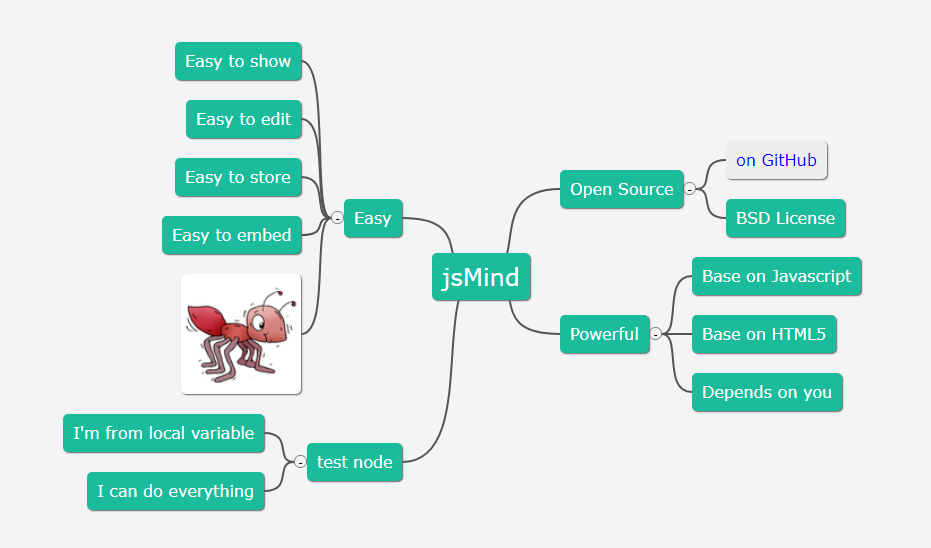 jsMind
Easy
Easy to show
Easy to edit
Easy to store
Easy to embed
test node
I'm from local variable
I can do everything
Open Source
on GitHub
BSD License
Powerful
Base on Javascript
Base on HTML5
Depends on you